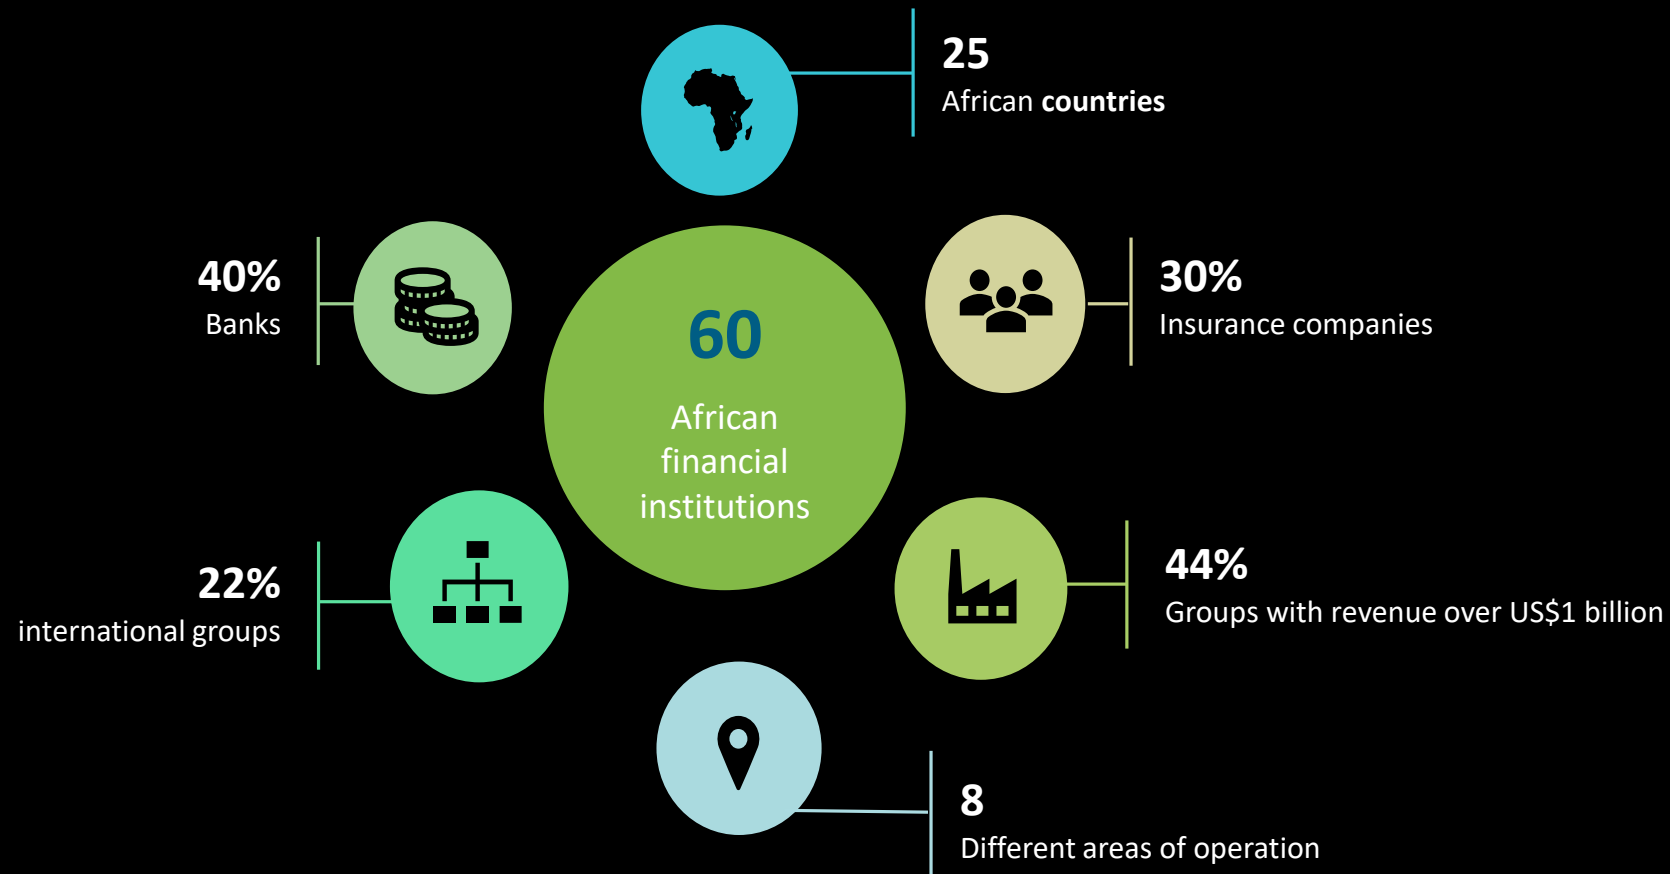 25
African countries
40%
Banks
60
African
financial
institutions
30%
Insurance companies
22%
international groups
44%
Groups with revenue over US$1 billion
8
Different areas of operation